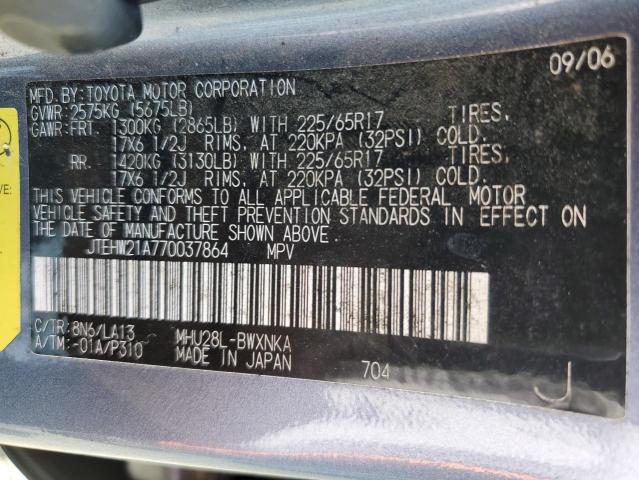 09/06
MFD. BY: TOYOTA MOTOR CORPORATION
GVWR: 2575KG (5675LB)
GAWR: FRT. 1300KG (2865LB) WITH 225/65R17 TIRES,
17X6 1/2J RIMS, AT 220KPA (32PSI) COLD.
RR. 1420KG (3130LB) WITH 225/65R17 TIRES,
17X6 1/2J RIMS, AT 220KPA (32PSI) COLD.
THIS VEHICLE CONFORMS TO ALL APPLICABLE FEDERAL MOTOR
VEHICLE SAFETY AND THEFT PREVENTION STANDARDS IN EFFECT ON
THE DATE OF MANUFACTURE SHOWN ABOVE.
JTEHW21A770037864 MPV
C/TR: 8N6/LA13 MHU28L-BWXNKA
A/TM: -01A/P310 MADE IN JAPAN
704 J